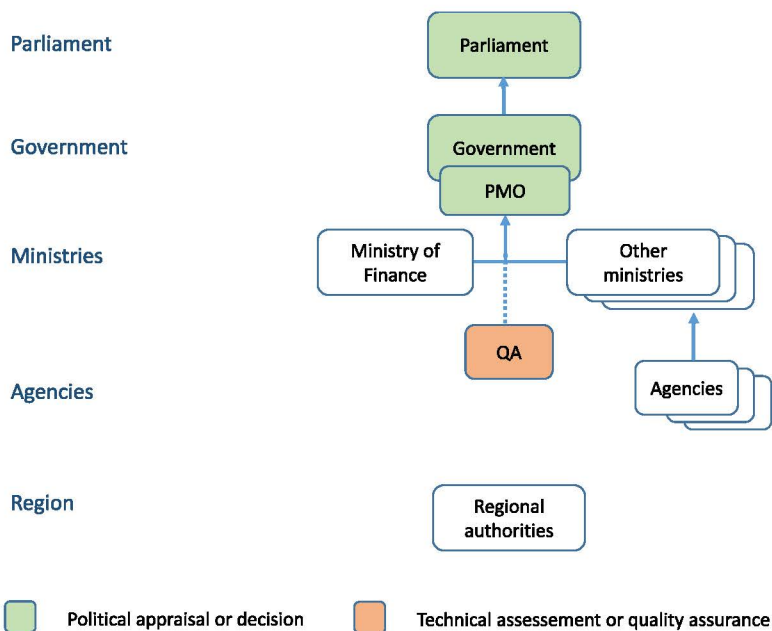 Parliament
Parliament
Government
Government
PMO
Ministries
Ministry of
Finance
Other
ministries
QA
Agencies
Agencies
Region
Regional
authorities
Political appraisal or decision
Technical assessement or quality assurance